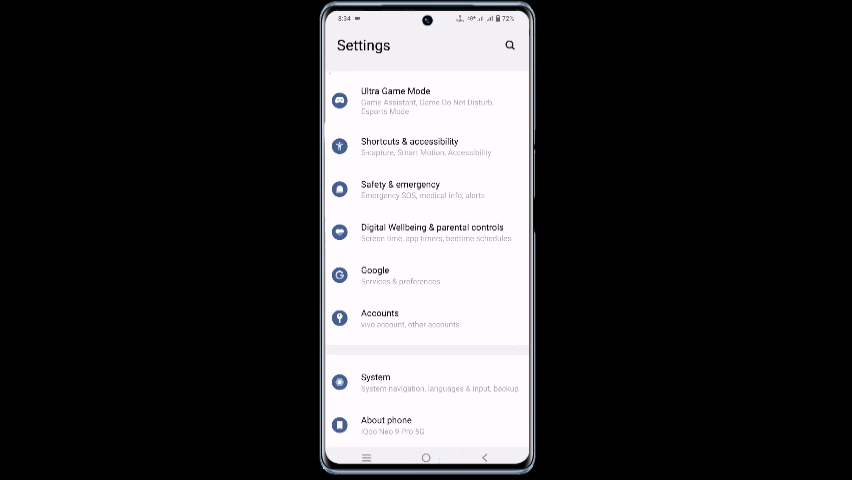 8:34
4G+ 72%
Settings
Ultra Game Mode
Game Assistant, Game Do Not Disturb,
Esports Mode
Shortcuts & accessibility
S-capture, Smart Motion, Accessibility
Safety & emergency
Emergency SOS, medical info, alerts
Digital Wellbeing & parental controls
Screen time, app timers, bedtime schedules
Google
Services & preferences
Accounts
vivo account, other accounts
System
System navigation, languages & input, backup
About phone
iQoo Neo 9 Pro 5G